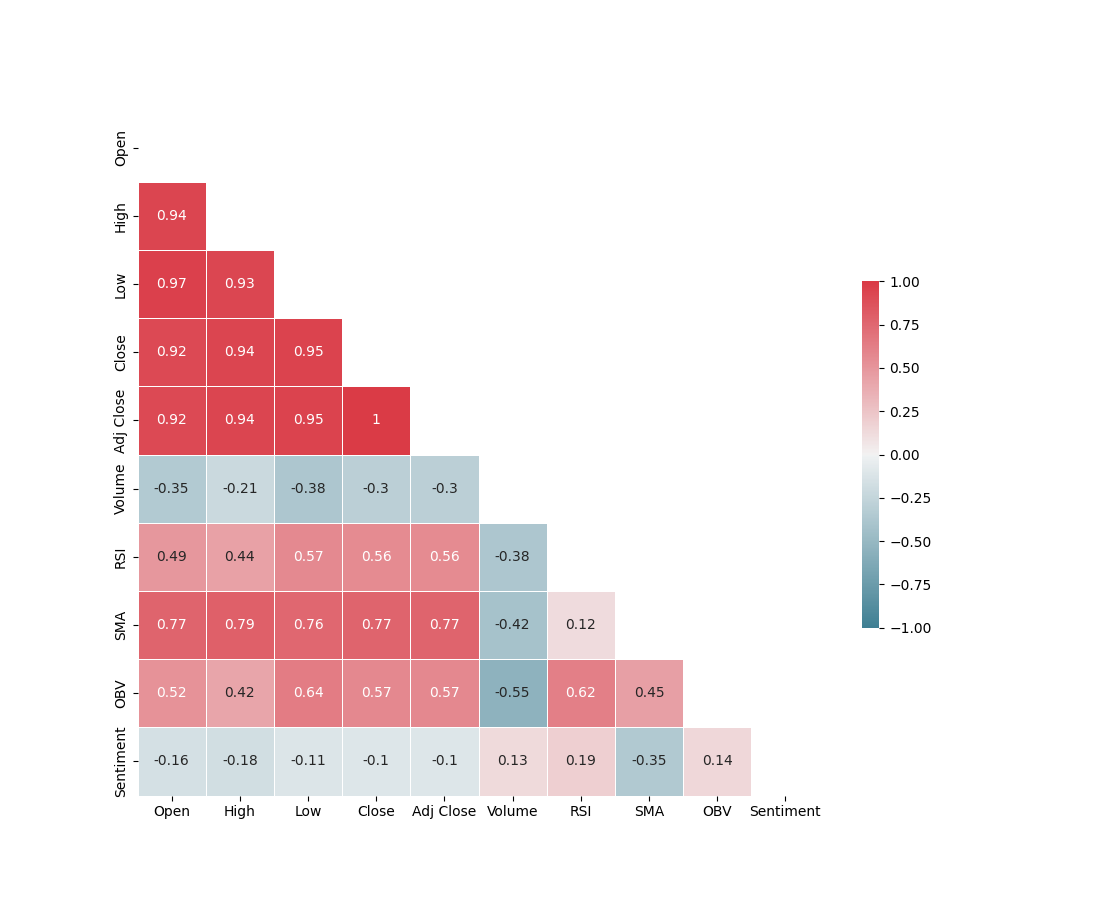 Open
High 0.94
Low 0.97 0.93
1.00
Close 0.92 0.94 0.95
0.75
Adj Close 0.92 0.94 0.95 1
0.50
0.25
0.00
Volume -0.35 -0.21 -0.38 -0.3 -0.3
−0.25
RSI 0.49 0.44 0.57 0.56 0.56 -0.38
−0.50
−0.75
SMA 0.77 0.79 0.76 0.77 0.77 -0.42 0.12
−1.00
OBV 0.52 0.42 0.64 0.57 0.57 -0.55 0.62 0.45
Sentiment -0.16 -0.18 -0.11 -0.1 -0.1 0.13 0.19 -0.35 0.14
Open High Low Close Adj Close Volume RSI SMA OBV Sentiment